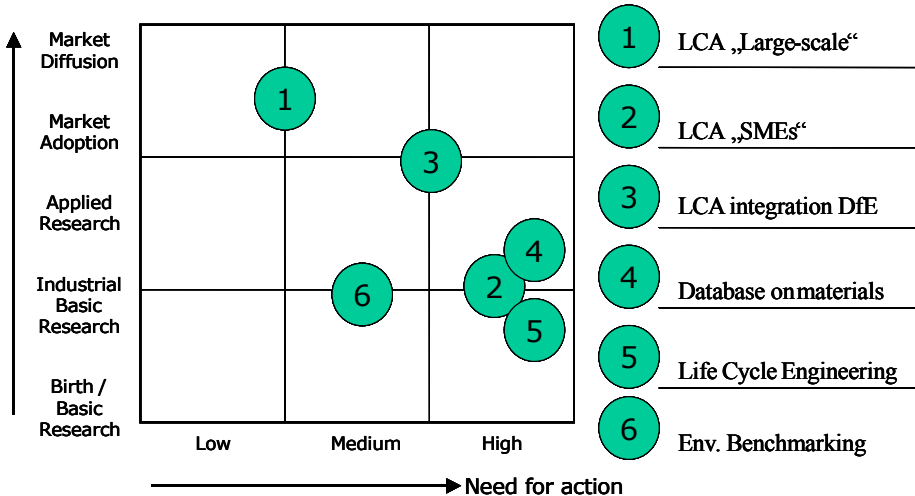 Market
Diffusion
Market
Adoption
Applied
Research
Industrial
Basic
Research
Birth /
Basic
Research
1
3
4
2
6
5
Low
Medium
High
Need for action
1 LCA „Large-scale“
2 LCA „SMEs“
3 LCA integration DfE
4 Database on materials
5 Life Cycle Engineering
6 Env. Benchmarking